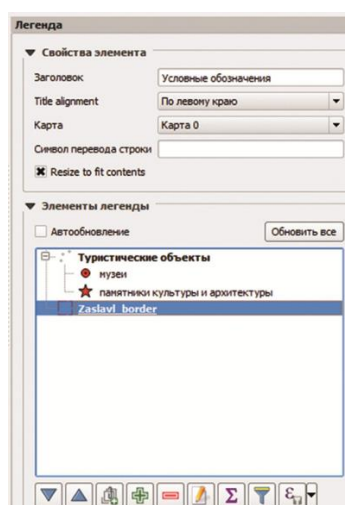 Легенда
Свойства элемента
Заголовок Условные обозначения
Title alignment По левому краю
Карта Карта 0
Символ перевода строки
Resize to fit contents
Элементы легенды
Автообновление Обновить все
Туристические объекты
музеи
памятники культуры и архитектуры
Zaslavl_border
Σ ε